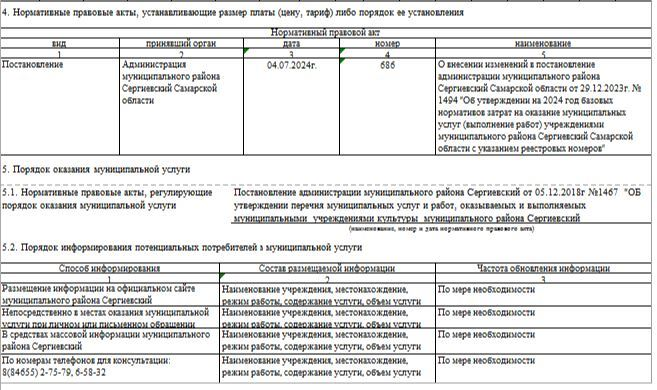 4. Нормативные правовые акты, устанавливающие размер платы (цену, тариф) либо порядок ее установления
Нормативный правовой акт
вид принявший орган дата номер наименование
1 2 3 4 5
Постановление Администрация муниципального района Сергиевский Самарской области 04.07.2024г. 686 О внесении изменений в постановление
администрации муниципального района
Сергиевский Самарской области от 29.12.2023г. №
1494 "Об утверждении на 2024 год базовых
нормативов затрат на оказание муниципальных
услуг (выполнение работ) учреждениями
муниципального района Сергиевский Самарской
области с указанием реестровых номеров"
5. Порядок оказания муниципальной услуги
5.1. Нормативные правовые акты, регулирующие
порядок оказания муниципальной услуги
Постановление администрации муниципального района Сергиевский от 05.12.2018г №1467 "ОБ
утверждении перечня муниципальных услуг и работ, оказываемых и выполняемых
муниципальными учреждениями культуры муниципального района Сергиевский
(наименование, номер и дата нормативного правового акта)
5.2. Порядок информирования потенциальных потребителей з муниципальной услуги
Способ информирования Состав размещаемой информации Частота обновления информации
1 2 3
Размещение информации на официальном сайте
муниципального района Сергиевский
Наименование учреждения, местонахождение,
режим работы, содержание услуги, объем услуги
По мере необходимости
Непосредственно в местах оказания муниципальной
услуги при личном или письменном обращении
Наименование учреждения, местонахождение,
режим работы, содержание услуги, объем услуги
По мере необходимости
В средствах массовой информации муниципального
района Сергиевский
Наименование учреждения, местонахождение,
режим работы, содержание услуги, объем услуги
По мере необходимости
По номерам телефонов для консультации:
8(84655) 2-75-79, 6-58-32
Наименование учреждения, местонахождение,
режим работы, содержание услуги, объем услуги
По мере необходимости